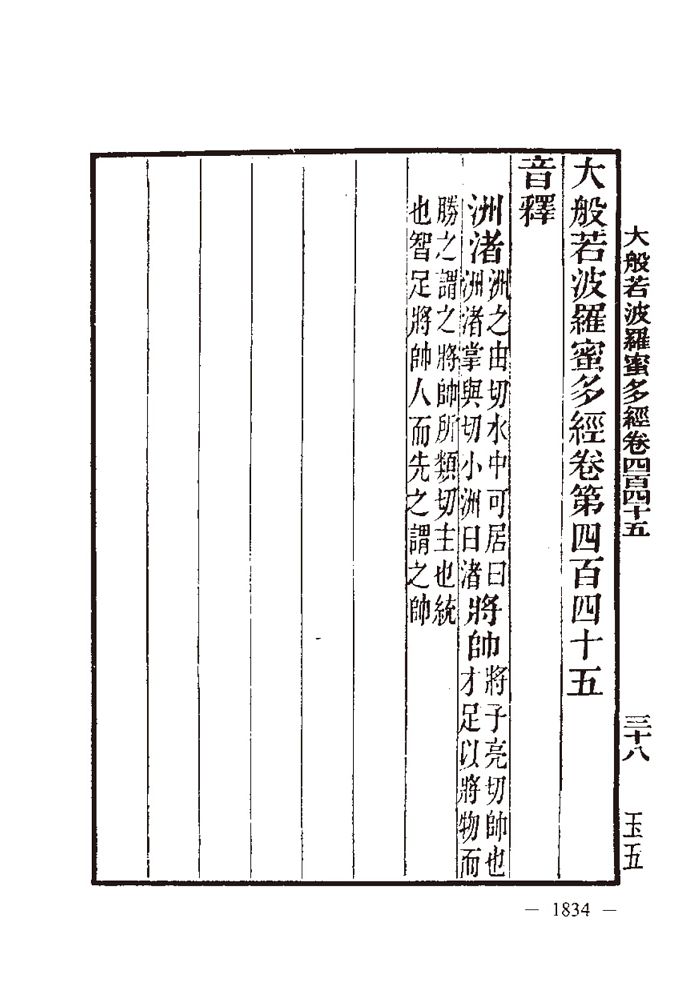 大般若波羅蜜多經卷四百四十五 三十八 玉五
大般若波羅蜜多經卷第四百四十五
音釋
洲渚 洲之由切水中可居曰
洲渚掌與切小洲曰渚
將帥 將子亮切帥也
才足以將物而
勝之謂之將帥所類切主也統
也智足將帥人而先之謂之帥
— 1834 —